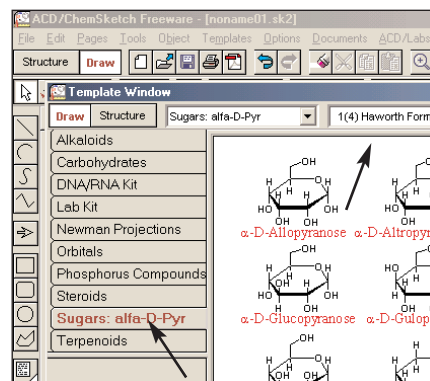 ACD/ChemSketch Freeware - [noname01.sk2]
File Edit Pages Tools Object Templates Options Documents ACD/Labs
Structure Draw
Template Window
Draw Structure Sugars: alfa-D-Pyr 1(4) Haworth Form
Alkaloids
Carbohydrates
DNA/RNA Kit
Lab Kit
Newman Projections
Orbitals
Phosphorus Compounds
Steroids
Sugars: alfa-D-Pyr
Terpenoids
OH
H OH
H H
HO H
OH OH
α-D-Allopyranose α-D-Altropyr
OH
H OH
OH H
HO H
H OH
α-D-Glucopyranose α-D-Gulop
OH